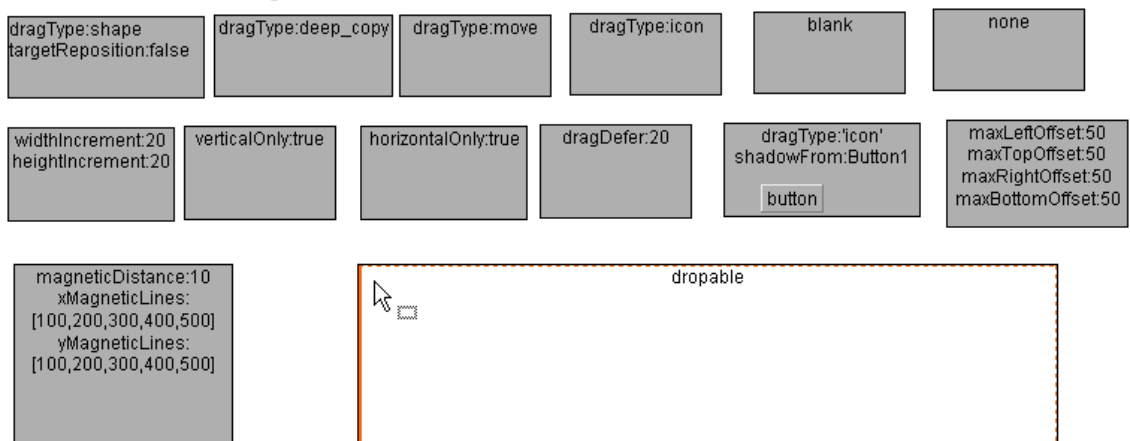 dragType:shape
targetReposition:false
dragType:deep_copy
dragType:move
dragType:icon
blank
none
widthIncrement:20
heightIncrement:20
verticalOnly:true
horizontalOnly:true
dragDefer:20
dragType:'icon'
shadowFrom:Button1
button
maxLeftOffset:50
maxTopOffset:50
maxRightOffset:50
maxBottomOffset:50
magneticDistance:10
xMagneticLines:
[100,200,300,400,500]
yMagneticLines:
[100,200,300,400,500]
dropable